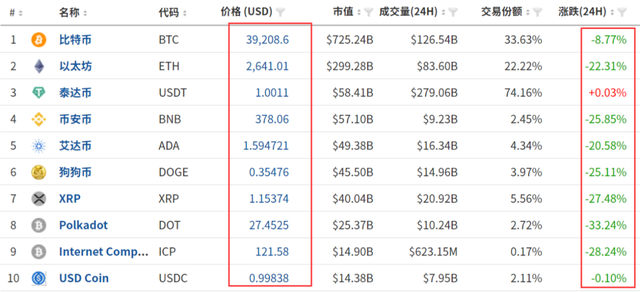 # 名称 代码 价格 (USD) 市值 成交量(24H) 交易份额 涨跌(24H)
1 比特币 BTC 39,208.6 $725.24B $126.54B 33.63% -8.77%
2 以太坊 ETH 2,641.01 $299.28B $83.60B 22.22% -22.31%
3 泰达币 USDT 1.0011 $58.41B $279.06B 74.16% +0.03%
4 币安币 BNB 378.06 $57.10B $9.23B 2.45% -25.85%
5 艾达币 ADA 1.594721 $49.38B $16.34B 4.34% -20.58%
6 狗狗币 DOGE 0.35476 $45.50B $14.96B 3.97% -25.11%
7 XRP XRP 1.15374 $40.04B $20.92B 5.56% -27.48%
8 Polkadot DOT 27.4525 $25.37B $10.24B 2.72% -33.24%
9 Internet Comp... ICP 121.58 $14.90B $623.15M 0.17% -28.24%
10 USD Coin USDC 0.99838 $14.38B $7.95B 2.11% -0.10%